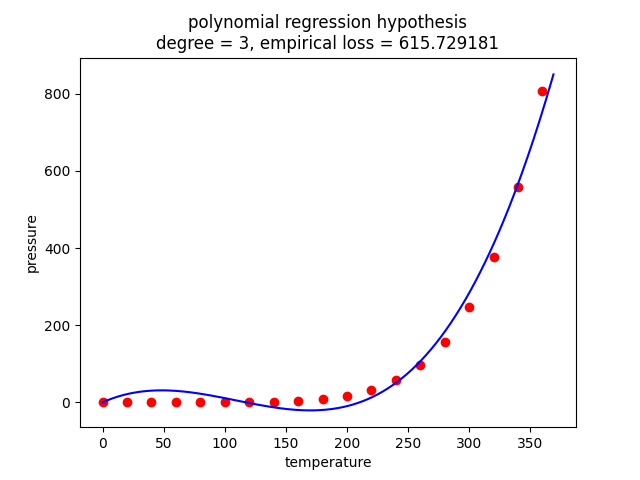 polynomial regression hypothesis
degree = 3, empirical loss = 615.729181
800
600
400
200
0
pressure
0 50 100 150 200 250 300 350
temperature